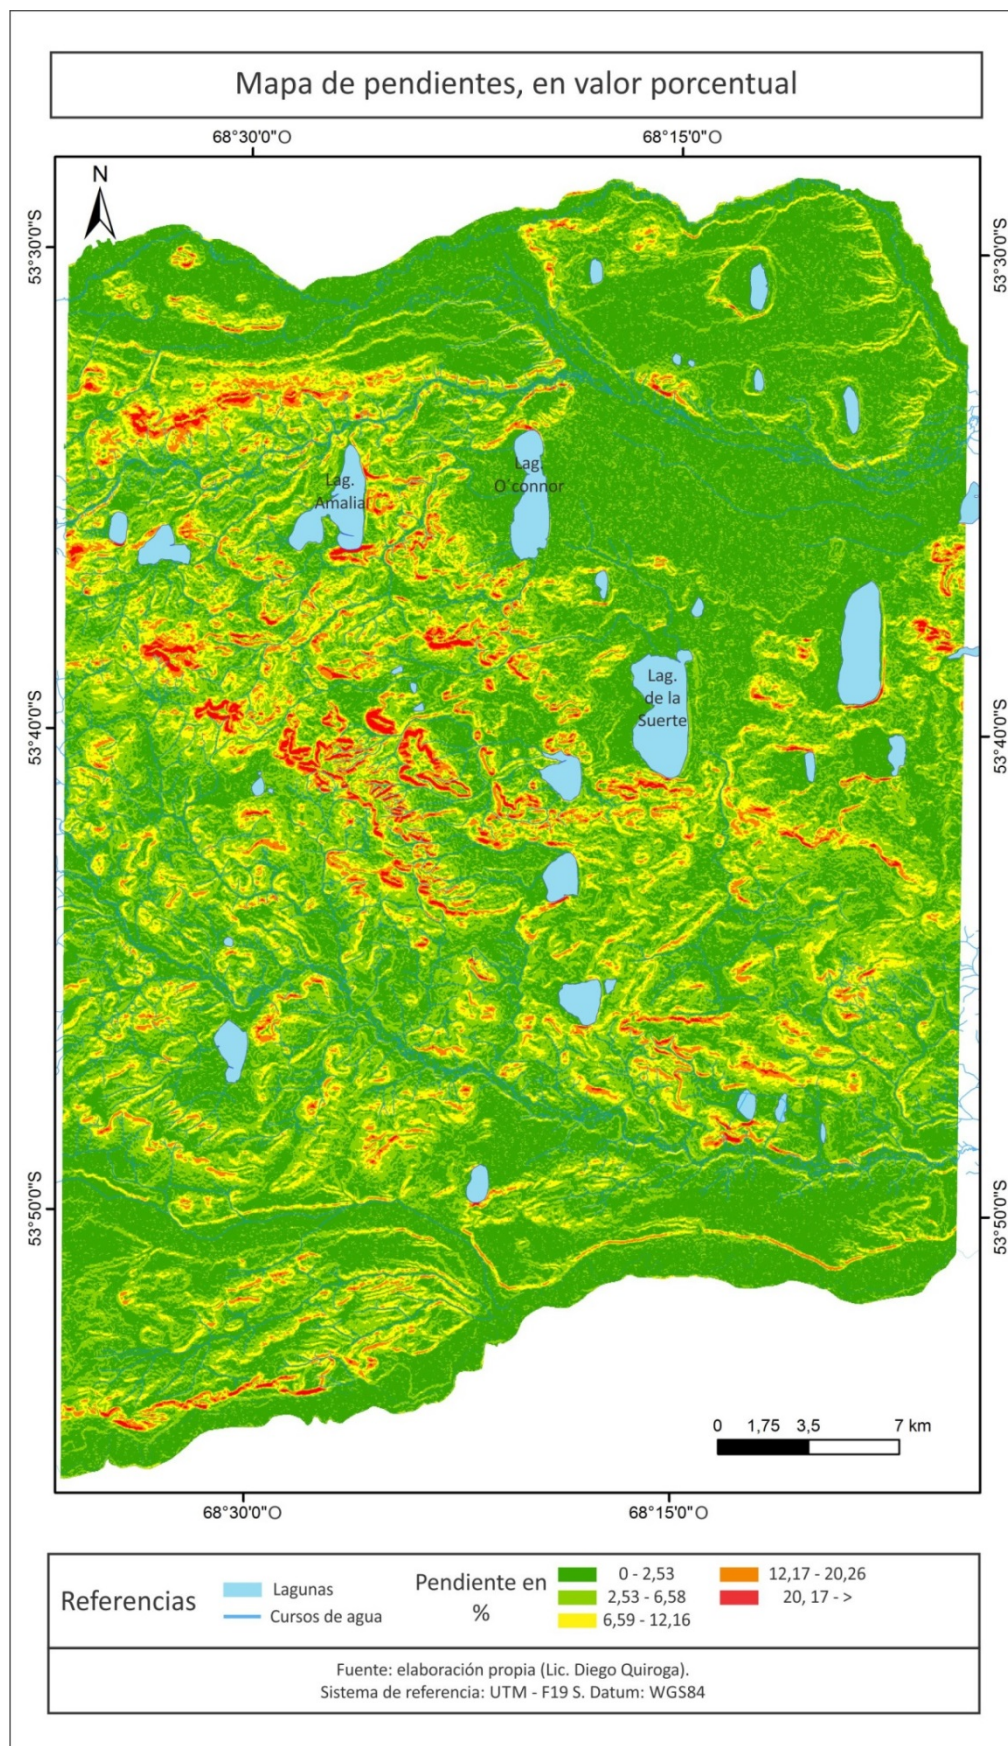 Mapa de pendientes, en valor porcentual
68°30'0"O
68°15'0"O
N
53°30'0"S
53°30'0"S
Lag.
Amalia
Lag.
O´connor
Lag.
de la
Suerte
53°40'0"S
53°40'0"S
53°50'0"S
53°50'0"S
0 1,75 3,5 7 km
68°30'0"O
68°15'0"O
Referencias
Lagunas
Cursos de agua
Pendiente en
%
0 - 2,53
2,53 - 6,58
6,59 - 12,16
12,17 - 20,26
20, 17 - >
Fuente: elaboración propia (Lic. Diego Quiroga).
Sistema de referencia: UTM - F19 S. Datum: WGS84